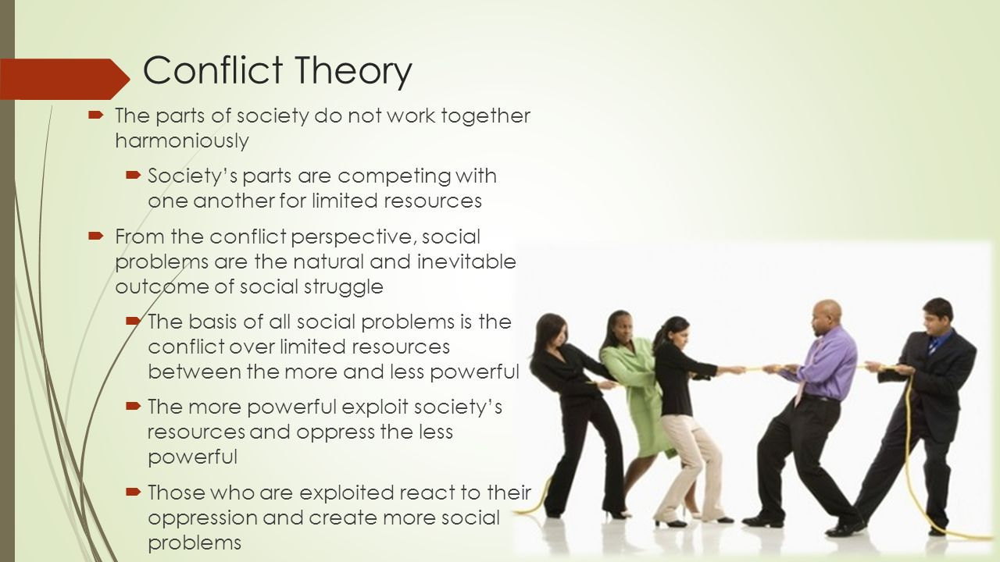 Conflict Theory
The parts of society do not work together
harmoniously
Society’s parts are competing with
one another for limited resources
From the conflict perspective, social
problems are the natural and inevitable
outcome of social struggle
The basis of all social problems is the
conflict over limited resources
between the more and less powerful
The more powerful exploit society’s
resources and oppress the less
powerful
Those who are exploited react to their
oppression and create more social
problems